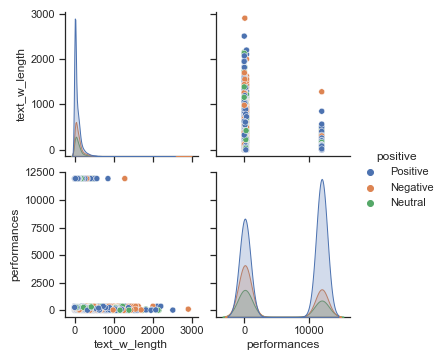 3000
2000
1000
0
text_w_length
positive
Positive
Negative
Neutral
12500
10000
7500
5000
2500
0
performances
0 1000 2000 3000
0 10000
text_w_length
performances